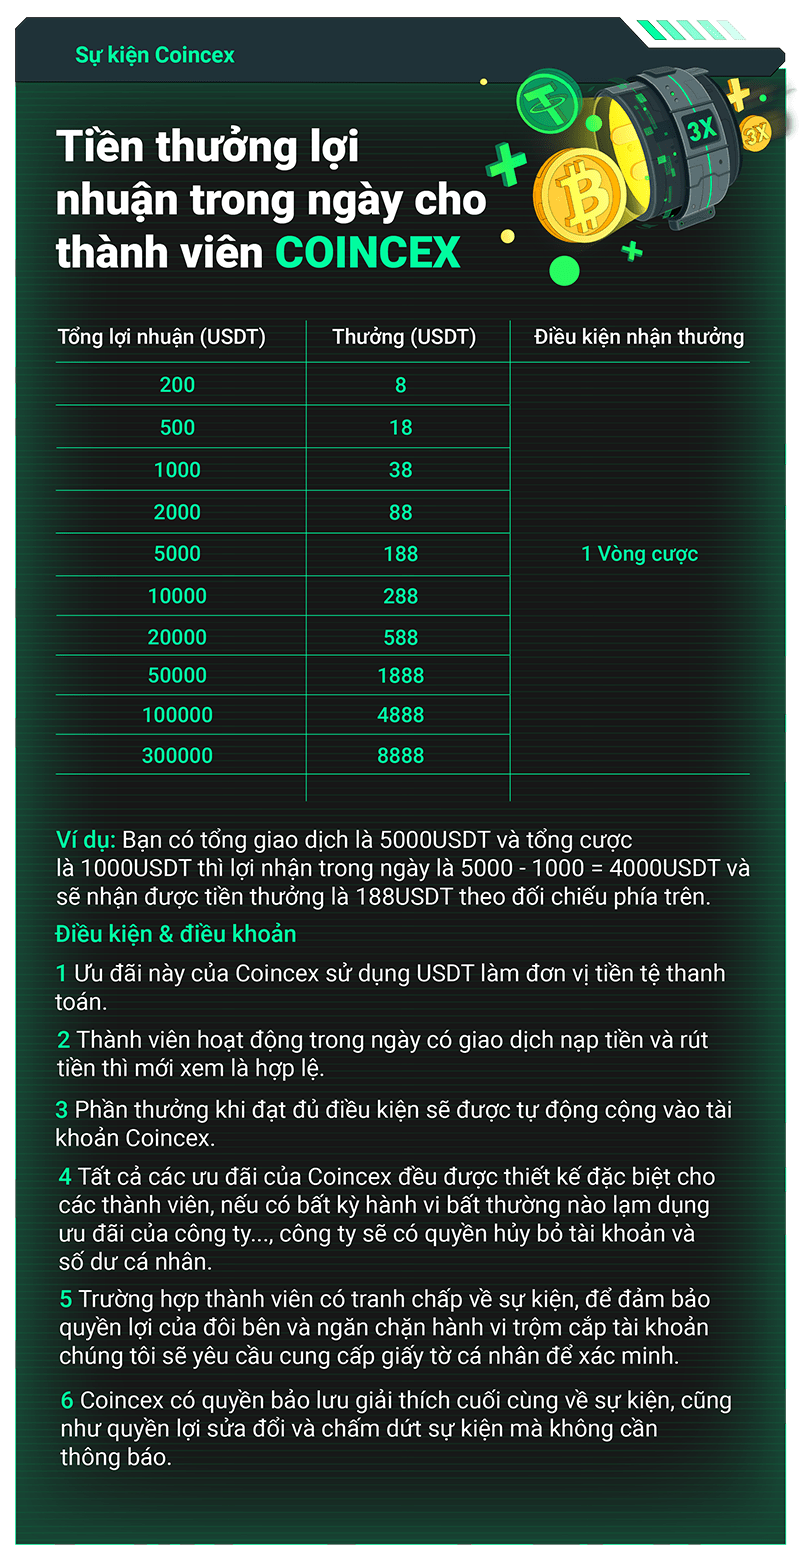 Sự kiện Coincex
Tiền thưởng lợi
nhuận trong ngày cho
thành viên COINCEX
3X
3X
Tổng lợi nhuận (USDT) Thưởng (USDT) Điều kiện nhận thưởng
200 8
500 18
1000 38
2000 88
5000 188 1 Vòng cược
10000 288
20000 588
50000 1888
100000 4888
300000 8888
Ví dụ: Bạn có tổng giao dịch là 5000USDT và tổng cược
là 1000USDT thì lợi nhận trong ngày là 5000 - 1000 = 4000USDT và
sẽ nhận được tiền thưởng là 188USDT theo đối chiếu phía trên.
Điều kiện & điều khoản
1 Ưu đãi này của Coincex sử dụng USDT làm đơn vị tiền tệ thanh
toán.
2 Thành viên hoạt động trong ngày có giao dịch nạp tiền và rút
tiền thì mới xem là hợp lệ.
3 Phần thưởng khi đạt đủ điều kiện sẽ được tự động cộng vào tài
khoản Coincex.
4 Tất cả các ưu đãi của Coincex đều được thiết kế đặc biệt cho
các thành viên, nếu có bất kỳ hành vi bất thường nào lạm dụng
ưu đãi của công ty..., công ty sẽ có quyền hủy bỏ tài khoản và
số dư cá nhân.
5 Trường hợp thành viên có tranh chấp về sự kiện, để đảm bảo
quyền lợi của đôi bên và ngăn chặn hành vi trộm cắp tài khoản
chúng tôi sẽ yêu cầu cung cấp giấy tờ cá nhân để xác minh.
6 Coincex có quyền bảo lưu giải thích cuối cùng về sự kiện, cũng
như quyền lợi sửa đổi và chấm dứt sự kiện mà không cần
thông báo.